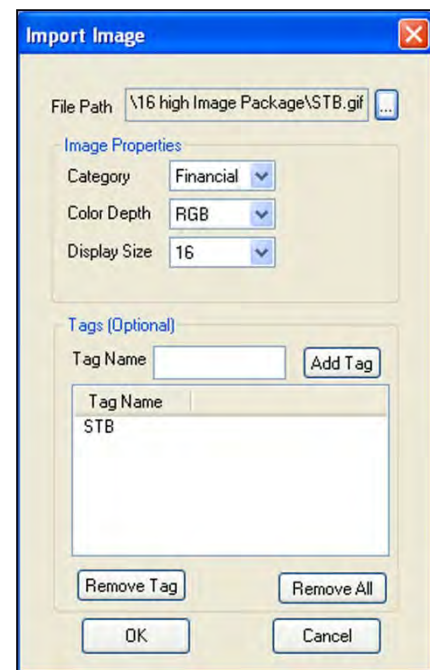 Import Image
File Path \16 high Image Package\STB.gif ...
Image Properties
Category Financial
Color Depth RGB
Display Size 16
Tags (Optional)
Tag Name Add Tag
Tag Name
STB
Remove Tag Remove All
OK Cancel